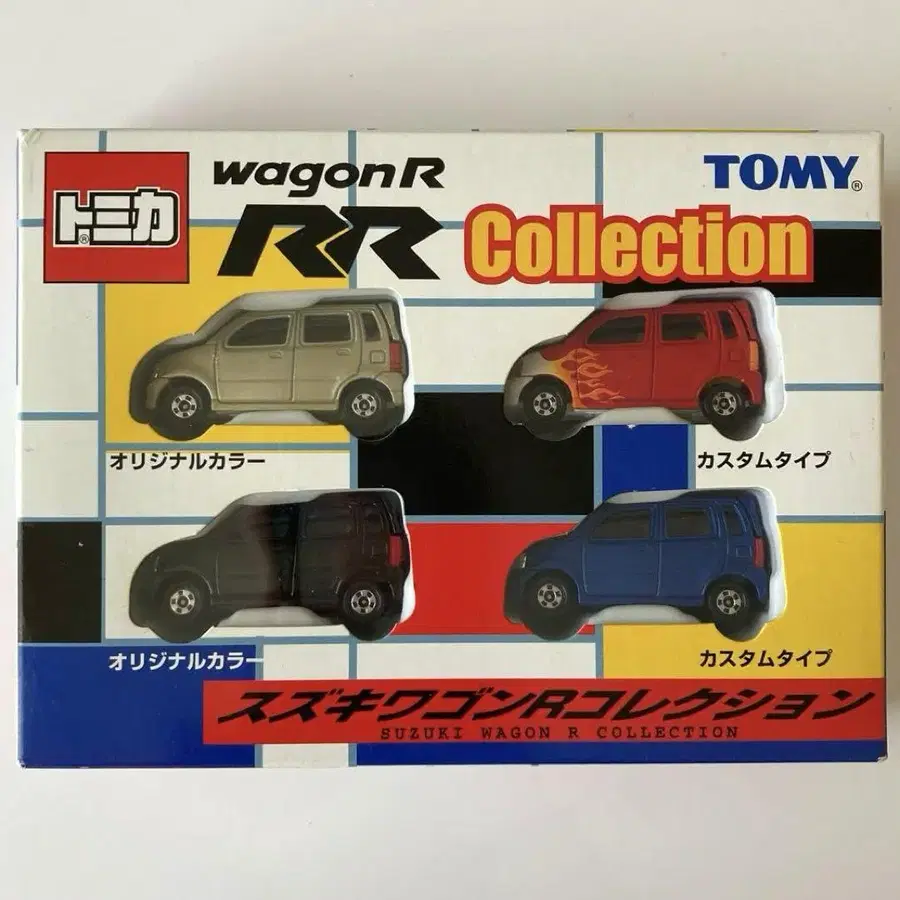 wagonR
TOMY®
トミカ®
RR Collection
オリジナルカラー
カスタムタイプ
オリジナルカラー
カスタムタイプ
スズキワゴンRコレクション
SUZUKI WAGON R COLLECTION